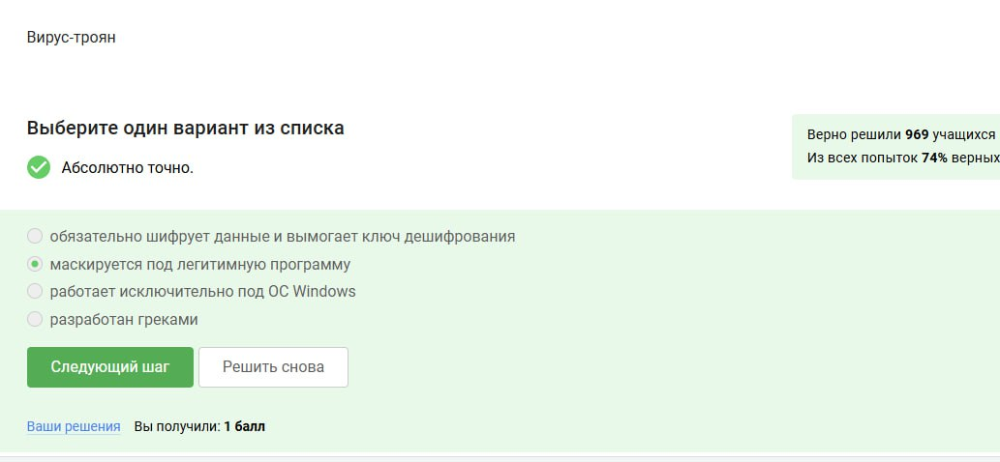 Вирус-троян
Выберите один вариант из списка
Абсолютно точно.
Верно решили 969 учащихся
Из всех попыток 74% верных
обязательно шифрует данные и вымогает ключ дешифрования
маскируется под легитимную программу
работает исключительно под ОС Windows
разработан греками
Следующий шаг
Решить снова
Ваши решения Вы получили: 1 балл